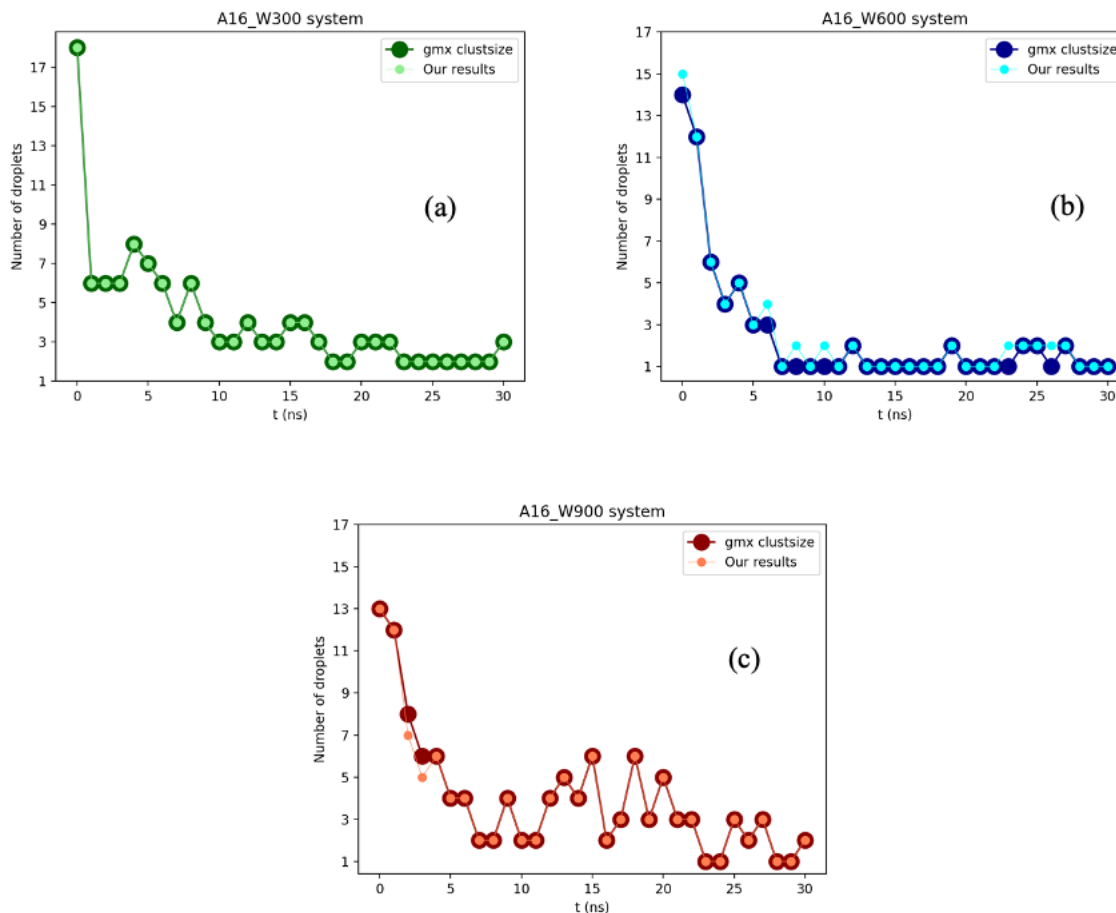 A16_W300 system
gmx clustsize
Our results
(a)
Number of droplets
17
15
13
11
9
7
5
3
1
0 5 10 15 20 25 30
t (ns)
A16_W600 system
gmx clustsize
Our results
(b)
Number of droplets
17
15
13
11
9
7
5
3
1
0 5 10 15 20 25 30
t (ns)
A16_W900 system
gmx clustsize
Our results
(c)
Number of droplets
17
15
13
11
9
7
5
3
1
0 5 10 15 20 25 30
t (ns)